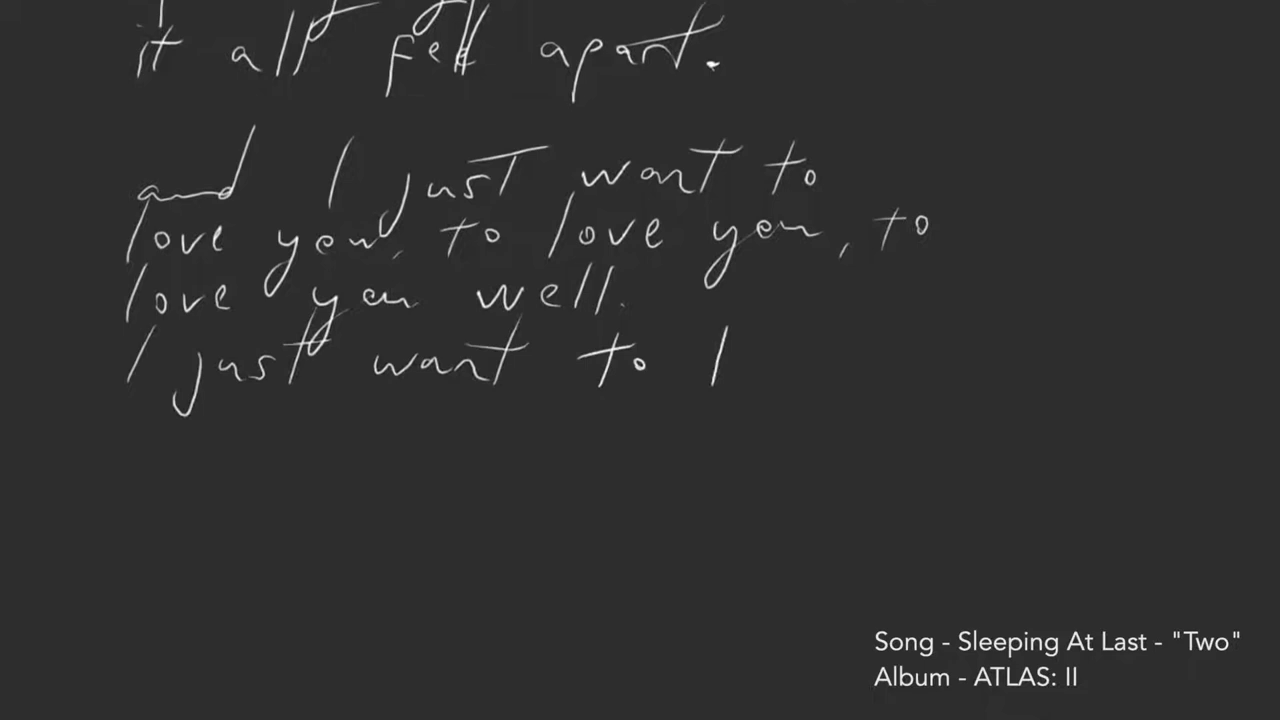 it all fell apart.
and I just want to
love you, to love you, to
love you well.
I just want to l
Song - Sleeping At Last - "Two"
Album - ATLAS: II